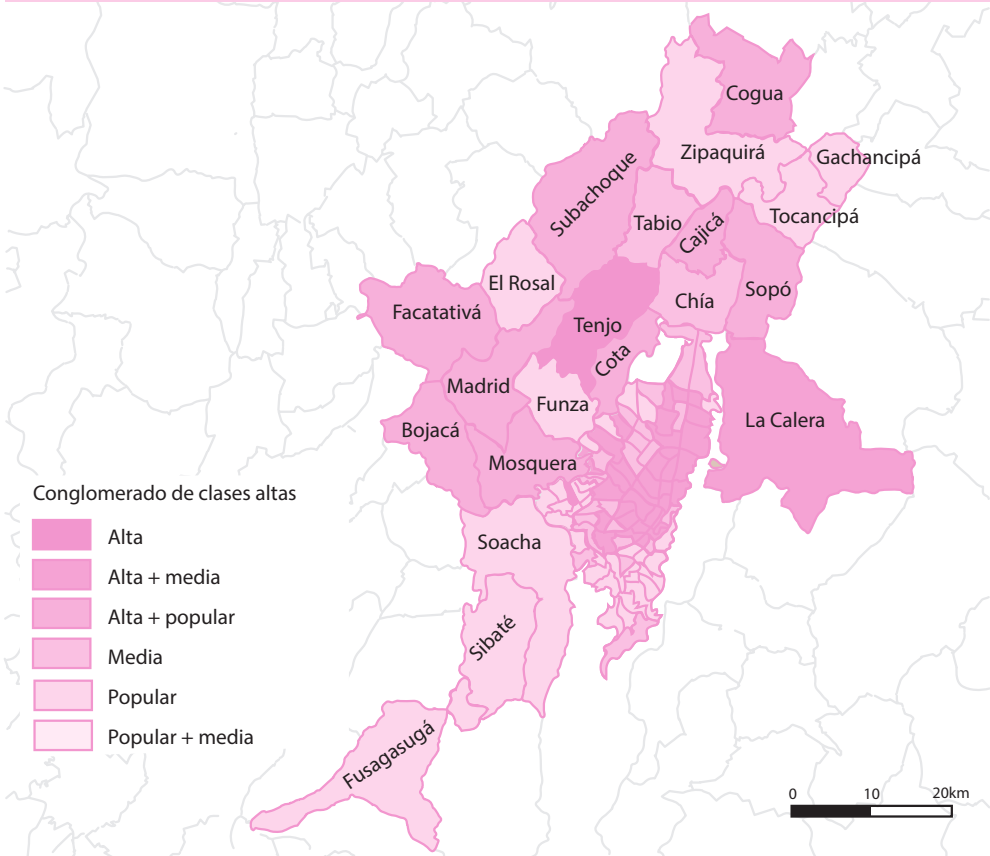 Cogua
Zipaquirá
Gachancipá
Subachoque
Tabio
Cajicá
Tocancipá
El Rosal
Sopó
Chía
Facatativá
Tenjo
Cota
Madrid
Funza
La Calera
Bojacá
Mosquera
Conglomerado de clases altas
Alta
Alta + media
Alta + popular
Media
Popular
Popular + media
Soacha
Sibaté
Fusagasugá
0 10 20km